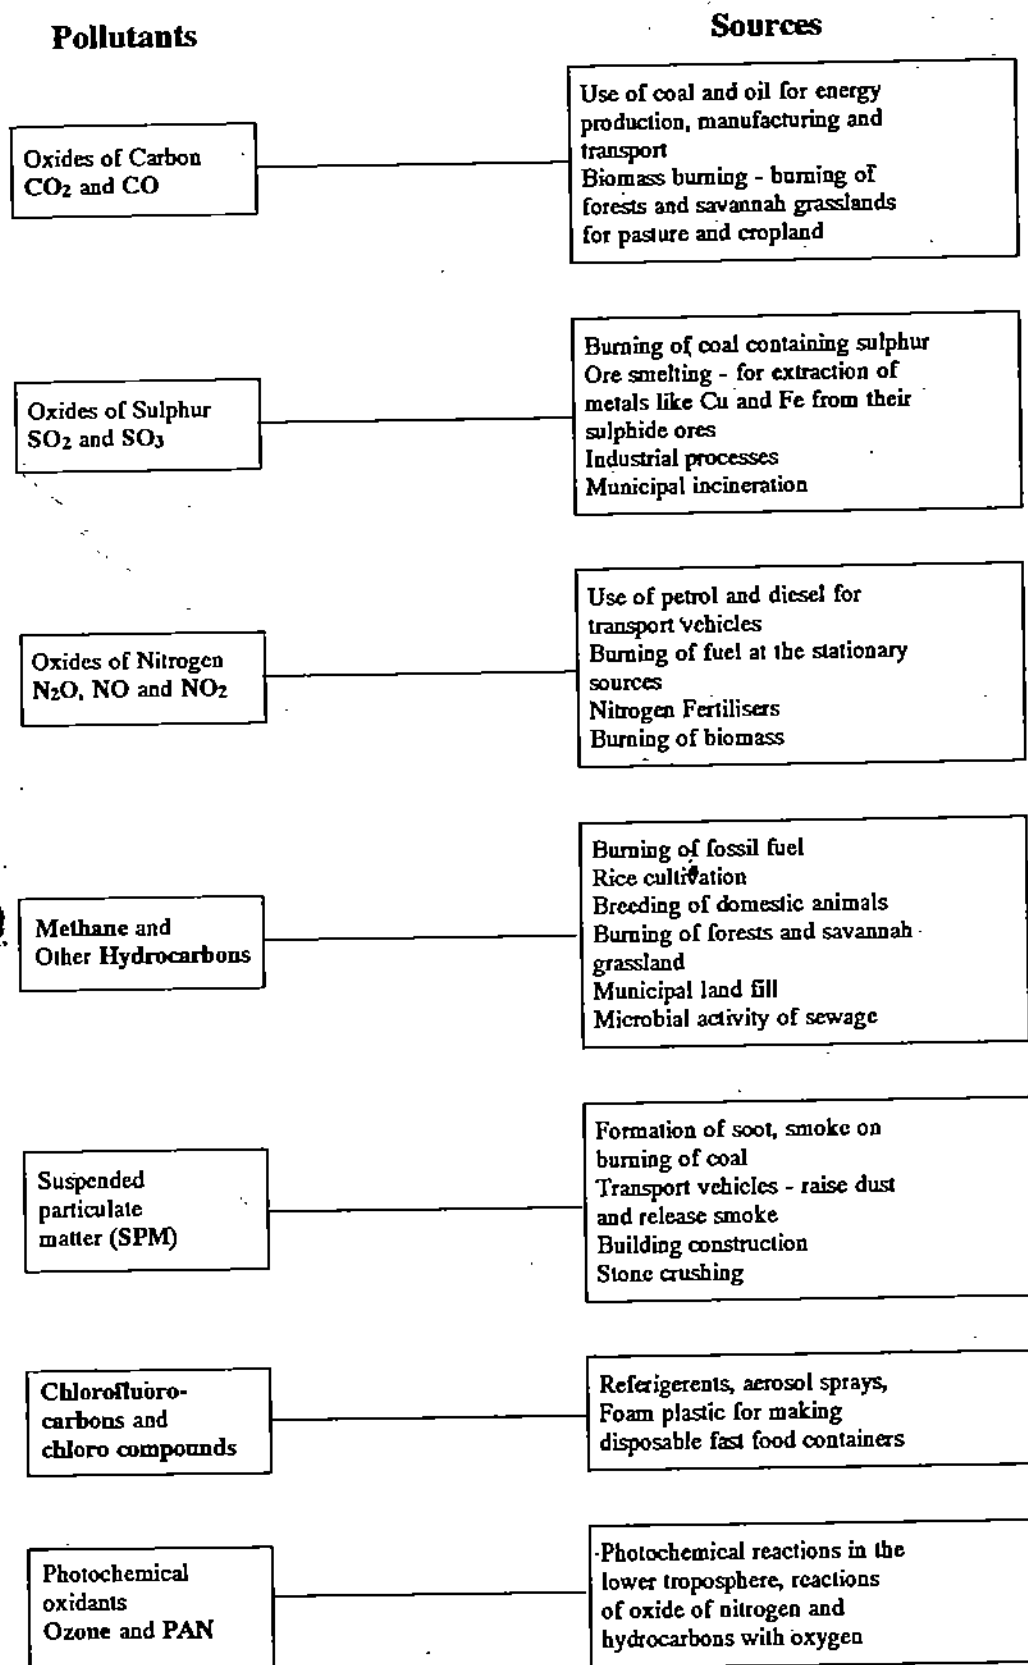 Pollutants
Sources
Oxides of Carbon
CO₂ and CO
Use of coal and oil for energy
production, manufacturing and
transport
Biomass burning - burning of
forests and savannah grasslands
for pasture and cropland
Oxides of Sulphur
SO₂ and SO₃
Burning of coal containing sulphur
Ore smelting - for extraction of
metals like Cu and Fe from their
sulphide ores
Industrial processes
Municipal incineration
Oxides of Nitrogen
N₂O, NO and NO₂
Use of petrol and diesel for
transport vehicles
Burning of fuel at the stationary
sources
Nitrogen Fertilisers
Burning of biomass
Methane and
Other Hydrocarbons
Burning of fossil fuel
Rice cultivation
Breeding of domestic animals
Burning of forests and savannah
grassland
Municipal land fill
Microbial activity of sewage
Suspended
particulate
matter (SPM)
Formation of soot, smoke on
burning of coal
Transport vehicles - raise dust
and release smoke
Building construction
Stone crushing
Chlorofluoro-
carbons and
chloro compounds
Referigerents, aerosol sprays,
Foam plastic for making
disposable fast food containers
Photochemical
oxidants
Ozone and PAN
Photochemical reactions in the
lower troposphere, reactions
of oxide of nitrogen and
hydrocarbons with oxygen